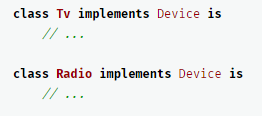 class Tv implements Device is
// ...
class Radio implements Device is
// ...